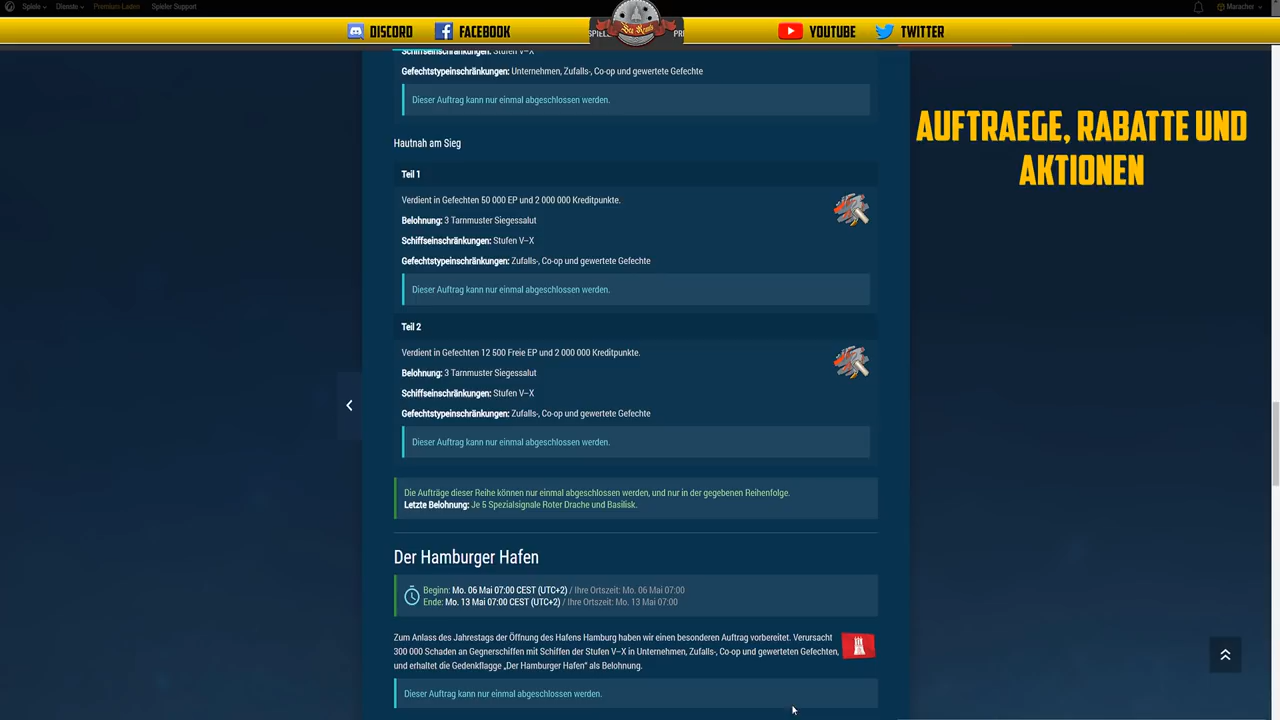 Spiele
Dienste
Premium-Laden
Spieler Support
Maracher
DISCORD
FACEBOOK
YOUTUBE
TWITTER
Schiffseinschränkungen: Stufen V–X
Gefechtstypeinschränkungen: Unternehmen, Zufalls-, Co-op und gewertete Gefechte
Dieser Auftrag kann nur einmal abgeschlossen werden.
AUFTRAEGE, RABATTE UND
AKTIONEN
Hautnah am Sieg
Teil 1
Verdient in Gefechten 50 000 EP und 2 000 000 Kreditpunkte.
Belohnung: 3 Tarnmuster Siegessalut
Schiffseinschränkungen: Stufen V–X
Gefechtstypeinschränkungen: Zufalls-, Co-op und gewertete Gefechte
Dieser Auftrag kann nur einmal abgeschlossen werden.
Teil 2
Verdient in Gefechten 12 500 Freie EP und 2 000 000 Kreditpunkte.
Belohnung: 3 Tarnmuster Siegessalut
Schiffseinschränkungen: Stufen V–X
Gefechtstypeinschränkungen: Zufalls-, Co-op und gewertete Gefechte
Dieser Auftrag kann nur einmal abgeschlossen werden.
Die Aufträge dieser Reihe können nur einmal abgeschlossen werden, und nur in der gegebenen Reihenfolge.
Letzte Belohnung: Je 5 Spezialsignale Roter Drache und Basilisk.
Der Hamburger Hafen
Beginn: Mo. 06 Mai 07:00 CEST (UTC+2) / Ihre Ortszeit: Mo. 06 Mai 07:00
Ende: Mo. 13 Mai 07:00 CEST (UTC+2) / Ihre Ortszeit: Mo. 13 Mai 07:00
Zum Anlass des Jahrestags der Öffnung des Hafens Hamburg haben wir einen besonderen Auftrag vorbereitet. Verursacht
300 000 Schaden an Gegnerschiffen mit Schiffen der Stufen V–X in Unternehmen, Zufalls-, Co-op und gewerteten Gefechten,
und erhaltet die Gedenkflagge „Der Hamburger Hafen“ als Belohnung.
Dieser Auftrag kann nur einmal abgeschlossen werden.